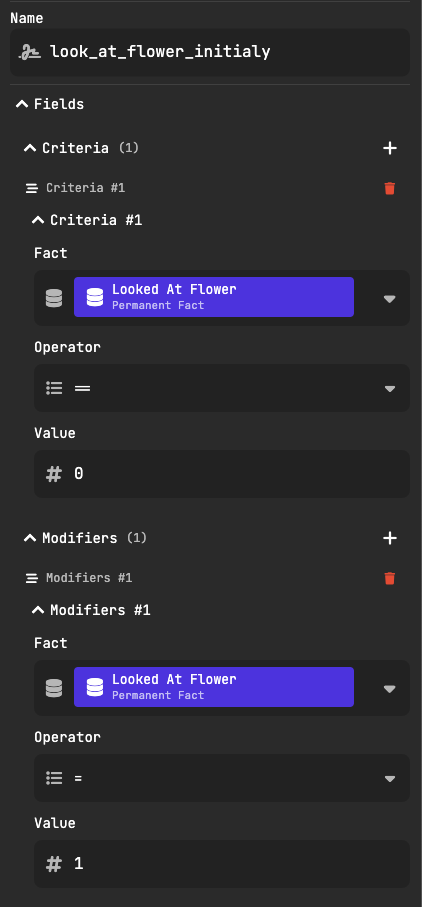 Name
look_at_flower_initialy
Fields
Criteria (1)
Criteria #1
Criteria #1
Fact
Looked At Flower
Permanent Fact
Operator
==
Value
# 0
Modifiers (1)
Modifiers #1
Modifiers #1
Fact
Looked At Flower
Permanent Fact
Operator
=
Value
# 1